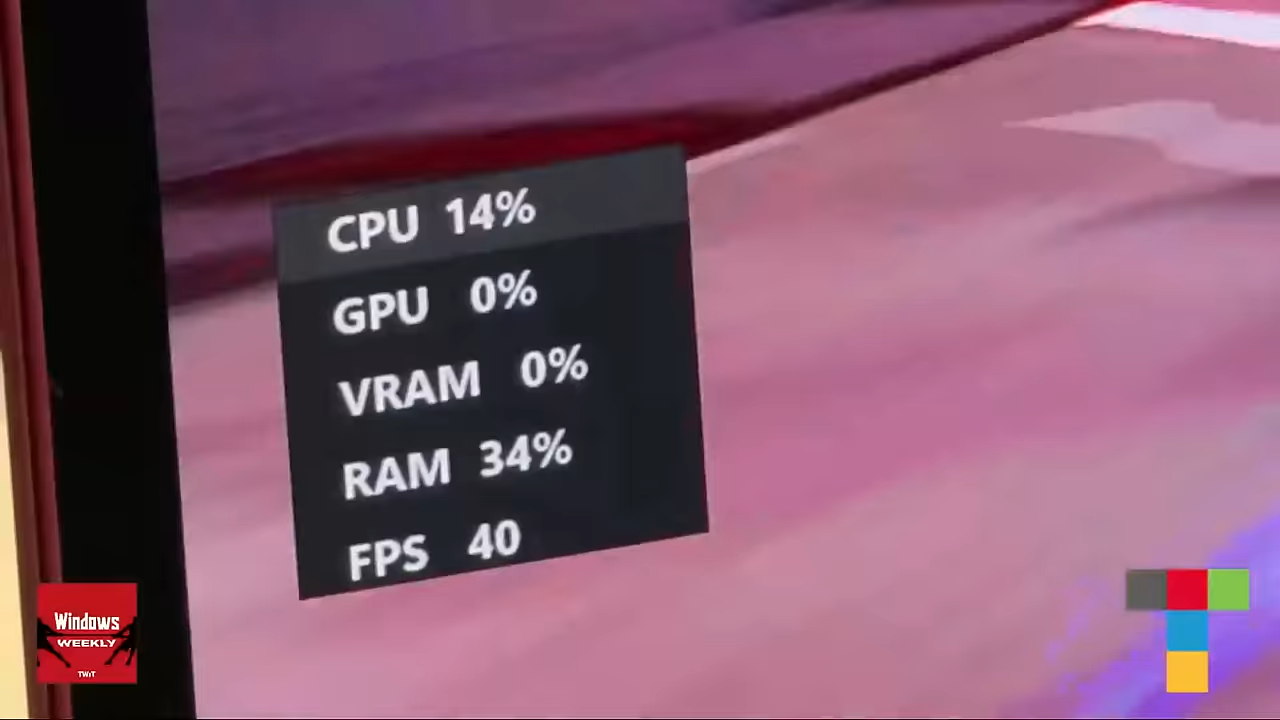 CPU 14%
GPU 0%
VRAM 0%
RAM 34%
FPS 40
Windows
WEEKLY
TWiT